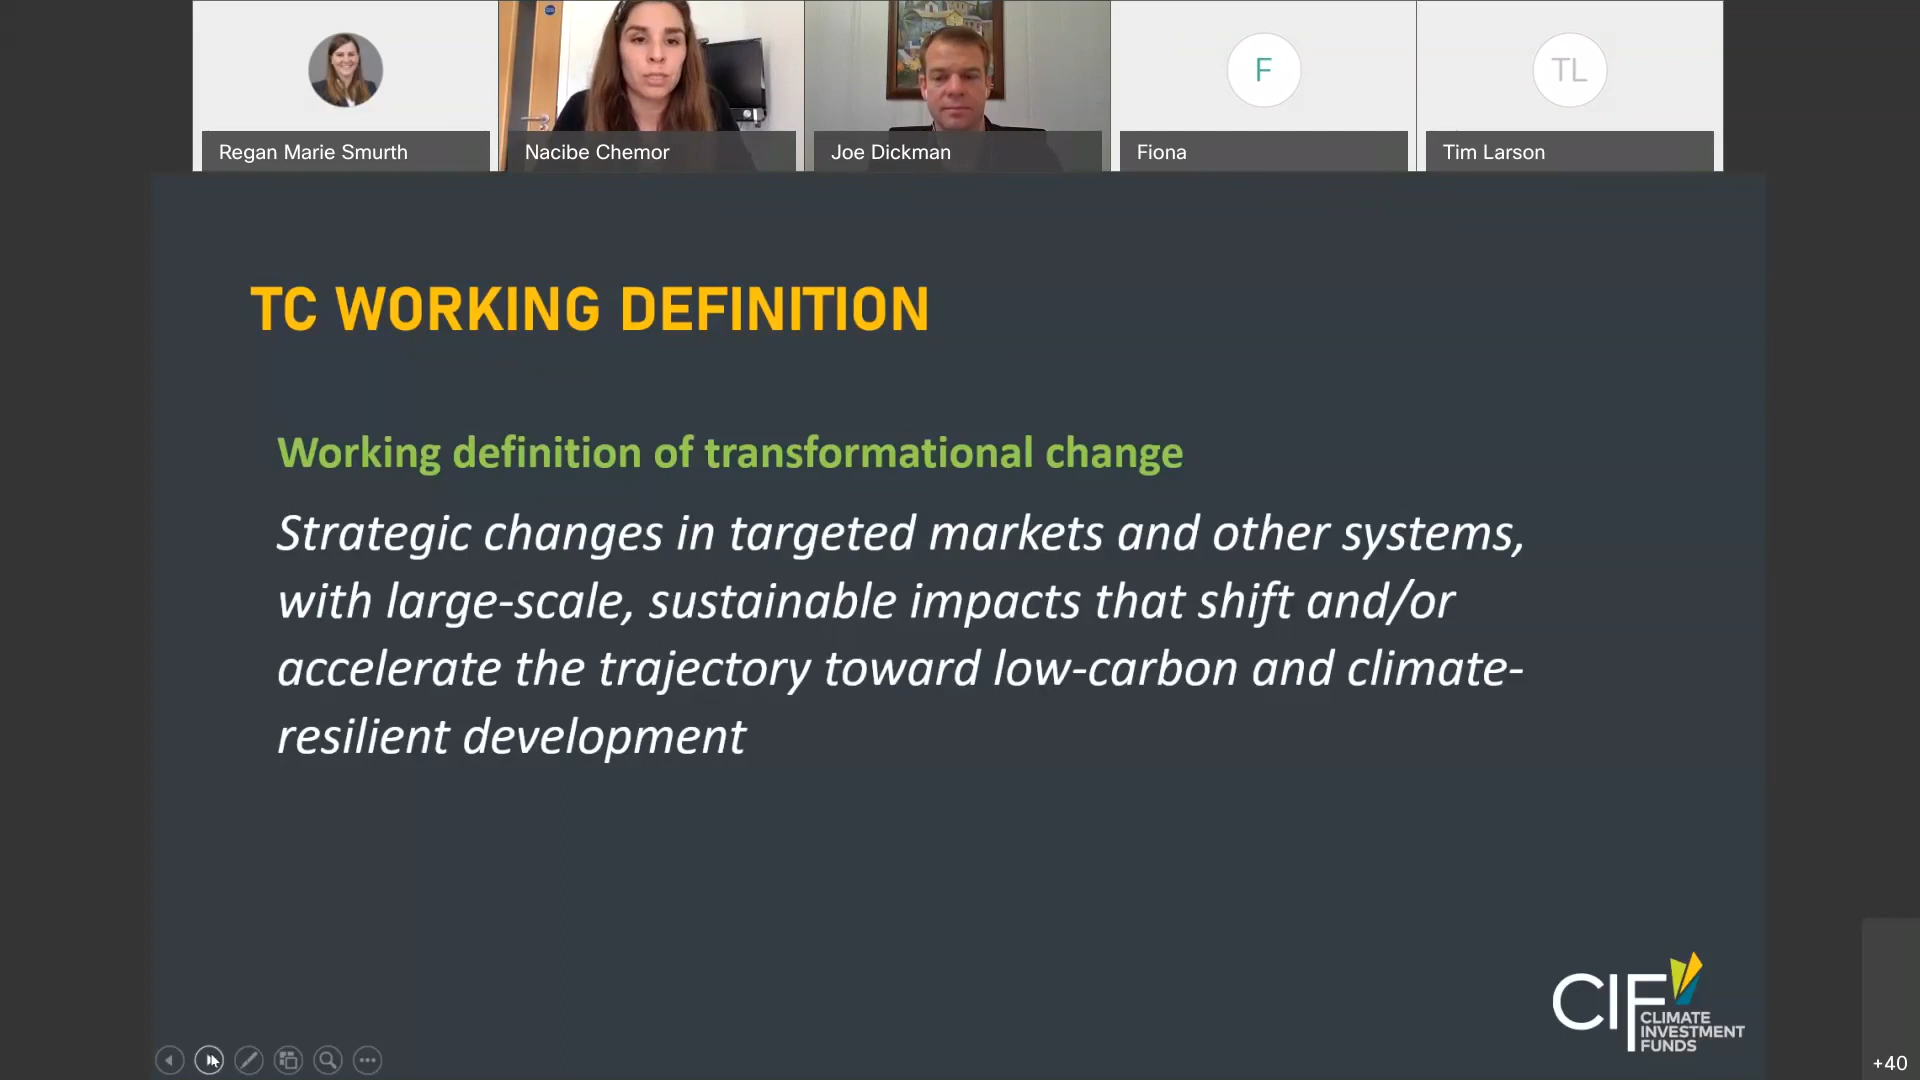 F
TL
Regan Marie Smurth
Nacibe Chemor
Joe Dickman
Fiona
Tim Larson
TC WORKING DEFINITION
Working definition of transformational change
Strategic changes in targeted markets and other systems,
with large-scale, sustainable impacts that shift and/or
accelerate the trajectory toward low-carbon and climate-
resilient development
CIF
CLIMATE
INVESTMENT
FUNDS
+40